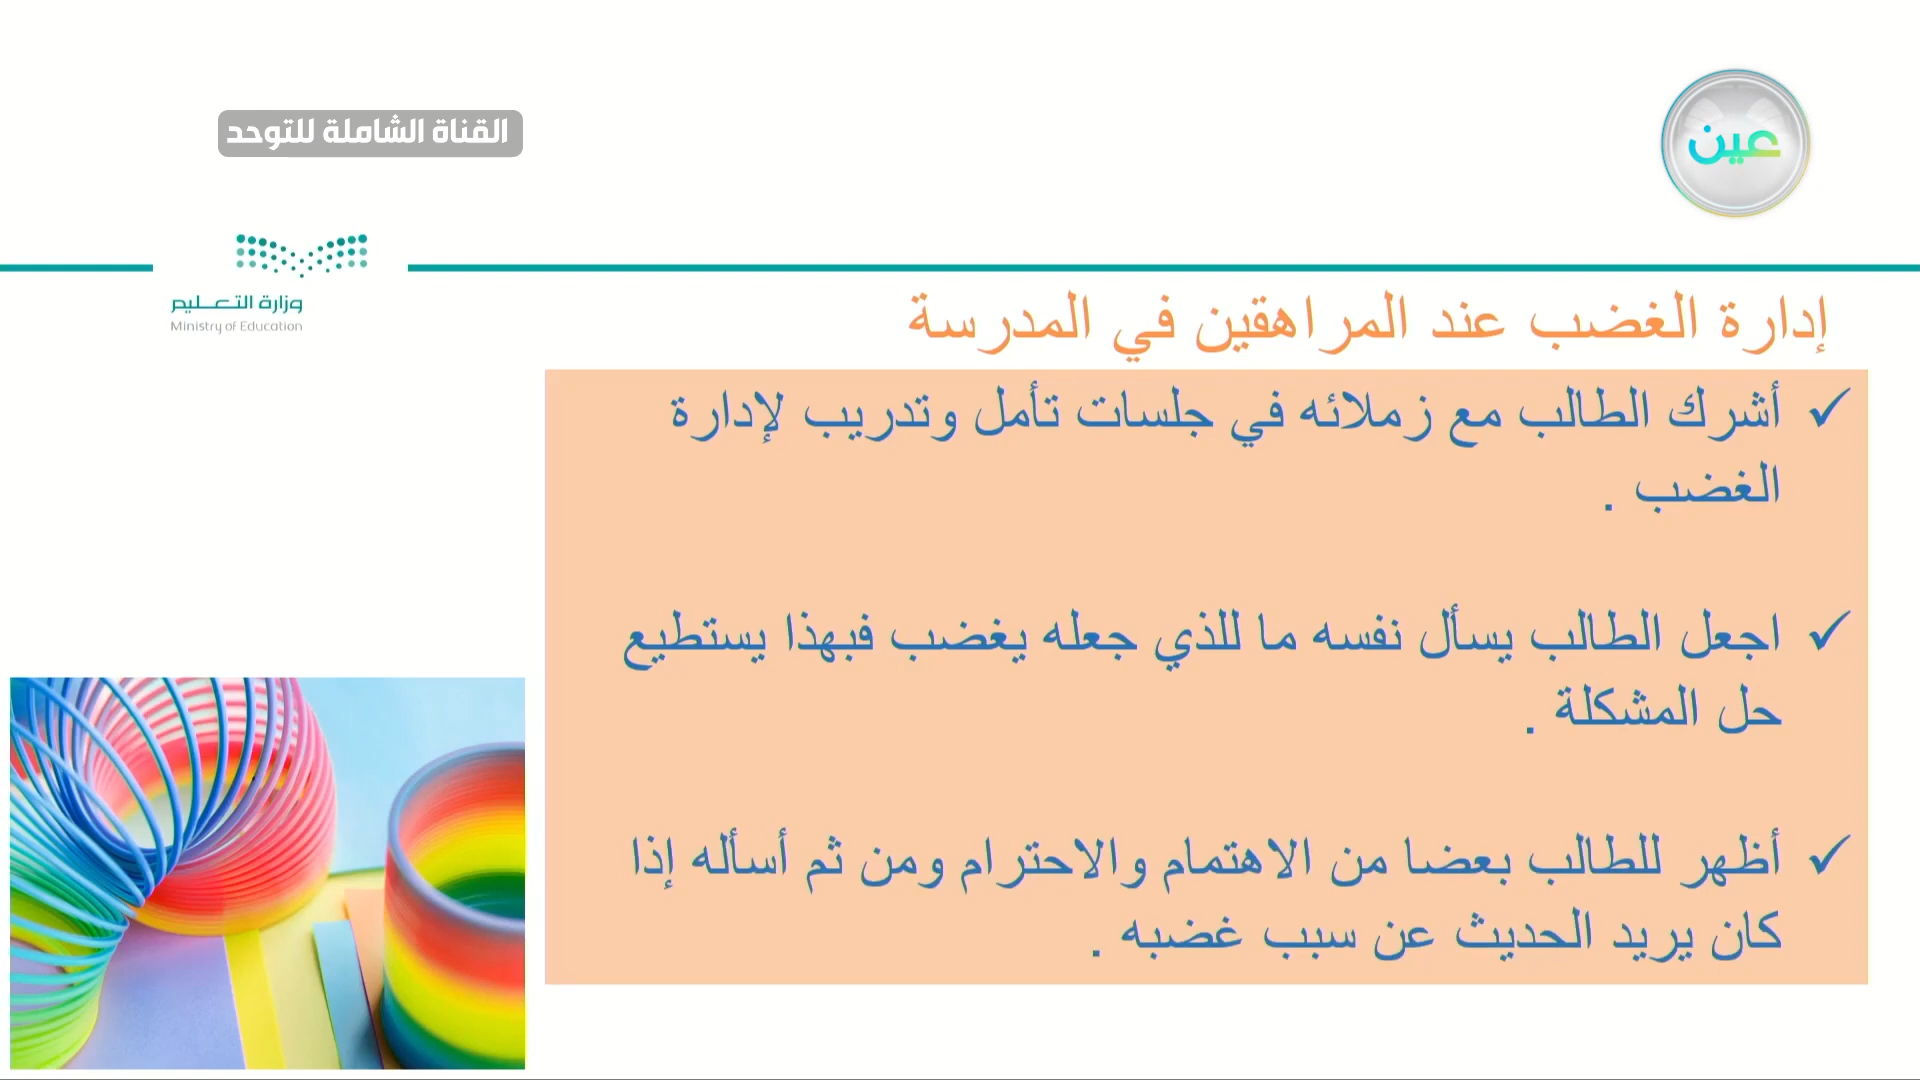 القناة الشاملة للتوحد
عين
وزارة التعليم
Ministry of Education
إدارة الغضب عند المراهقين في المدرسة
✓ أشرك الطالب مع زملائه في جلسات تأمل وتدريب لإدارة
الغضب .
✓ اجعل الطالب يسأل نفسه ما للذي جعله يغضب فبهذا يستطيع
حل المشكلة .
✓ أظهر للطالب بعضا من الاهتمام والاحترام ومن ثم أسأله إذا
كان يريد الحديث عن سبب غضبه .